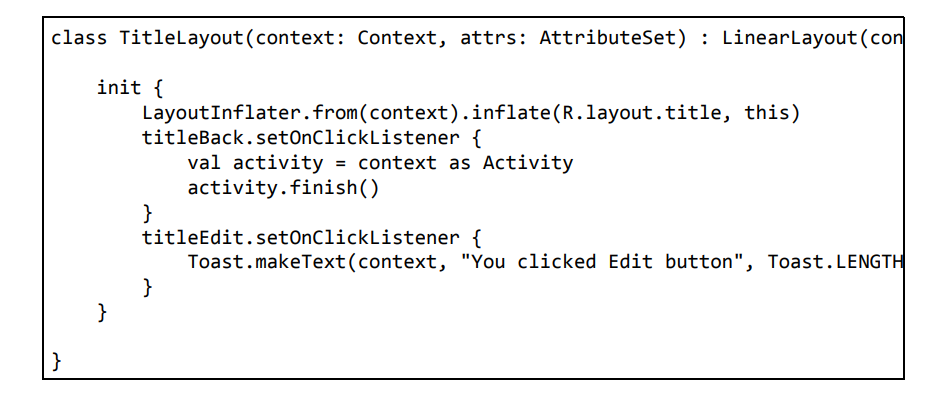 class TitleLayout(context: Context, attrs: AttributeSet) : LinearLayout(con
init {
LayoutInflater.from(context).inflate(R.layout.title, this)
titleBack.setOnClickListener {
val activity = context as Activity
activity.finish()
}
titleEdit.setOnClickListener {
Toast.makeText(context, "You clicked Edit button", Toast.LENGTH
}
}
}